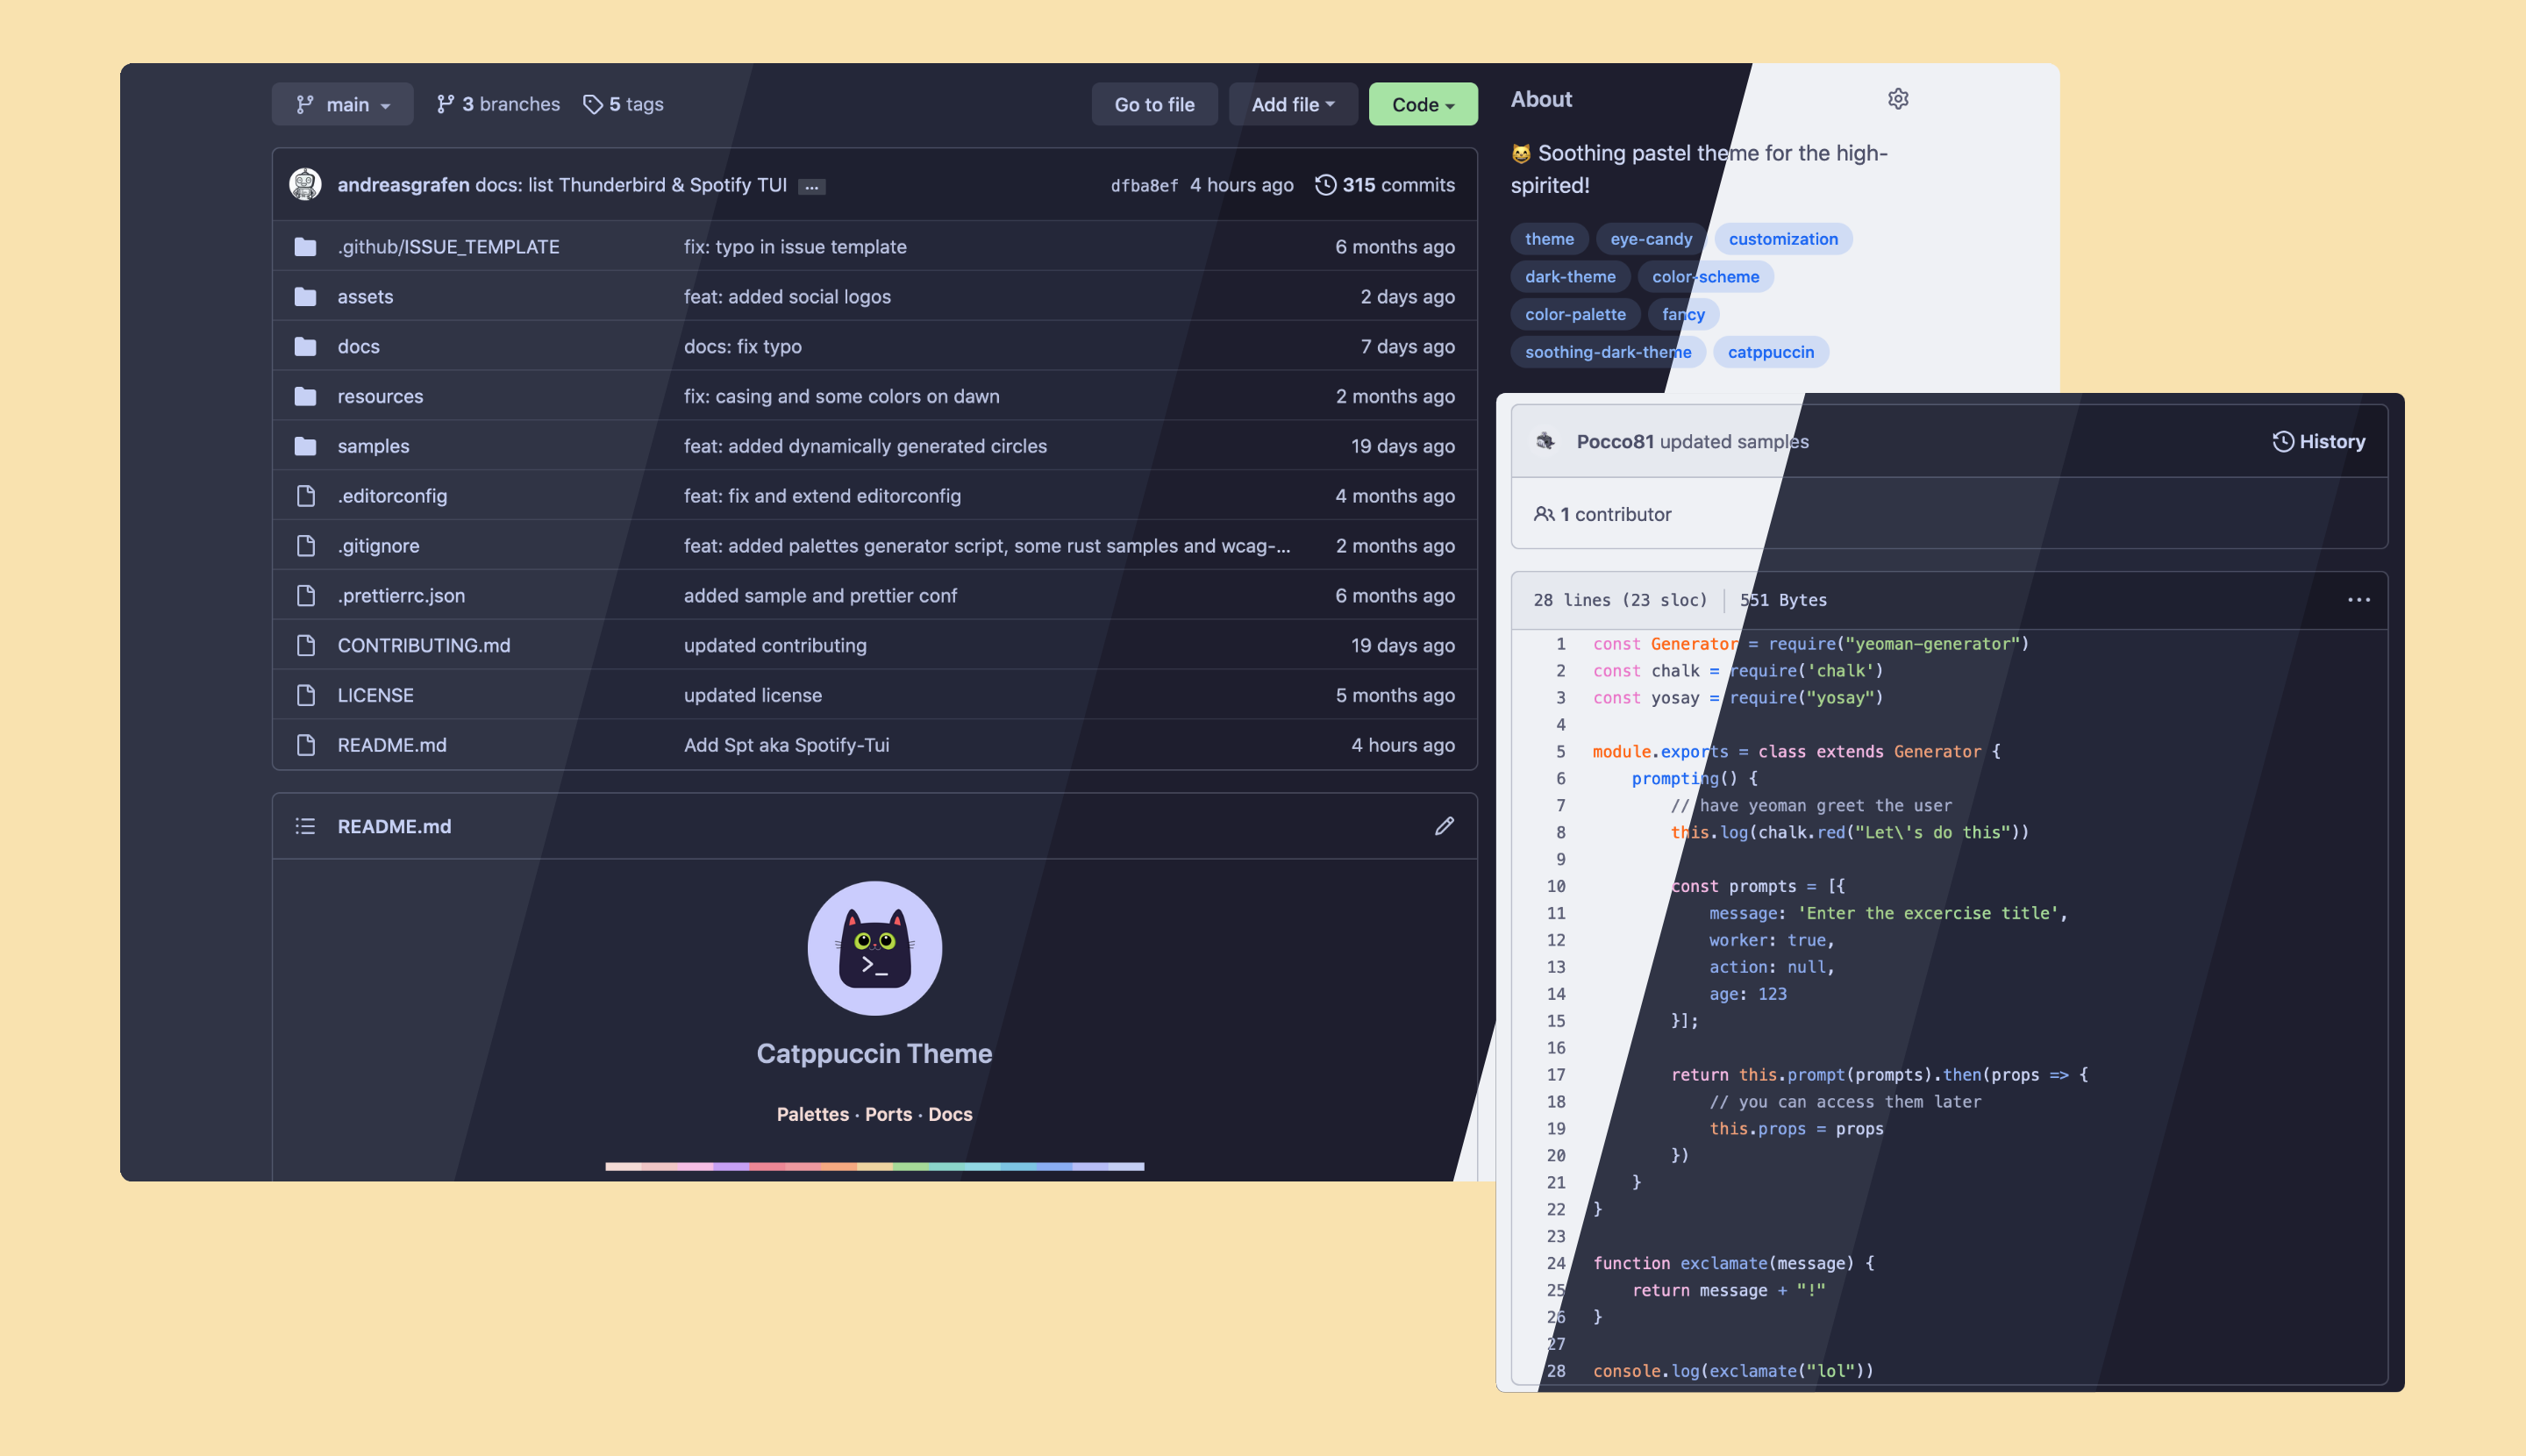 main 3 branches 5 tags Go to file Add file Code
andreasgrafen docs: list Thunderbird & Spotify TUI ... dfba8ef 4 hours ago 315 commits
.github/ISSUE_TEMPLATE fix: typo in issue template 6 months ago
assets feat: added social logos 2 days ago
docs docs: fix typo 7 days ago
resources fix: casing and some colors on dawn 2 months ago
samples feat: added dynamically generated circles 19 days ago
.editorconfig feat: fix and extend editorconfig 4 months ago
.gitignore feat: added palettes generator script, some rust samples and wcag-... 2 months ago
.prettierrc.json added sample and prettier conf 6 months ago
CONTRIBUTING.md updated contributing 19 days ago
LICENSE updated license 5 months ago
README.md Add Spt aka Spotify-Tui 4 hours ago
README.md
>_
Catppuccin Theme
Palettes · Ports · Docs
About
😸 Soothing pastel theme for the high-
spirited!
theme eye-candy customization
dark-theme color-scheme
color-palette fancy
soothing-dark-theme catppuccin
Pocco81 updated samples History
1 contributor
28 lines (23 sloc) 551 Bytes ...
1 const Generator = require("yeoman-generator")
2 const chalk = require('chalk')
3 const yosay = require("yosay")
4
5 module.exports = class extends Generator {
6     prompting() {
7         // have yeoman greet the user
8         this.log(chalk.red("Let\'s do this"))
9
10         const prompts = [{
11             message: 'Enter the excercise title',
12             worker: true,
13             action: null,
14             age: 123
15         }];
16
17         return this.prompt(prompts).then(props => {
18             // you can access them later
19             this.props = props
20         })
21     }
22 }
23
24 function exclamate(message) {
25     return message + "!"
26 }
27
28 console.log(exclamate("lol"))